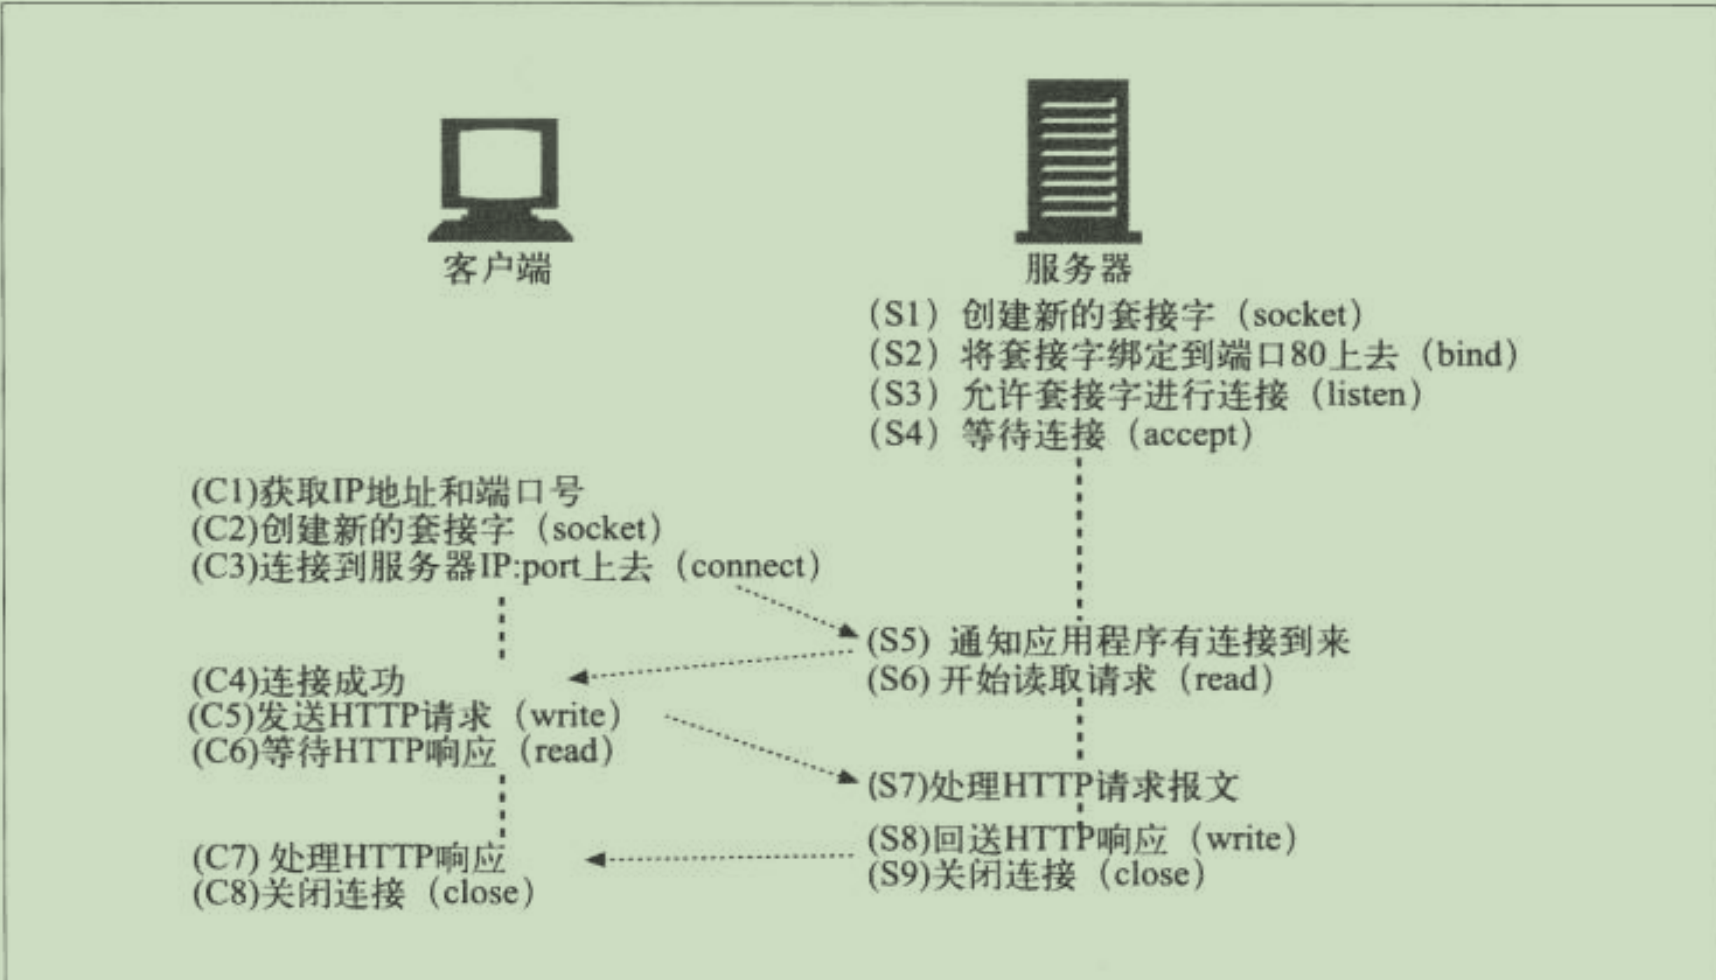 客户端
服务器
（S1）创建新的套接字（socket）
（S2）将套接字绑定到端口80上去（bind）
（S3）允许套接字进行连接（listen）
（S4）等待连接（accept）
(C1)获取IP地址和端口号
(C2)创建新的套接字（socket）
(C3)连接到服务器IP:port上去（connect）
(S5) 通知应用程序有连接到来
(S6) 开始读取请求（read）
(C4)连接成功
(C5)发送HTTP请求（write）
(C6)等待HTTP响应（read）
(S7)处理HTTP请求报文
(S8)回送HTTP响应（write）
(S9)关闭连接（close）
(C7) 处理HTTP响应
(C8)关闭连接（close）